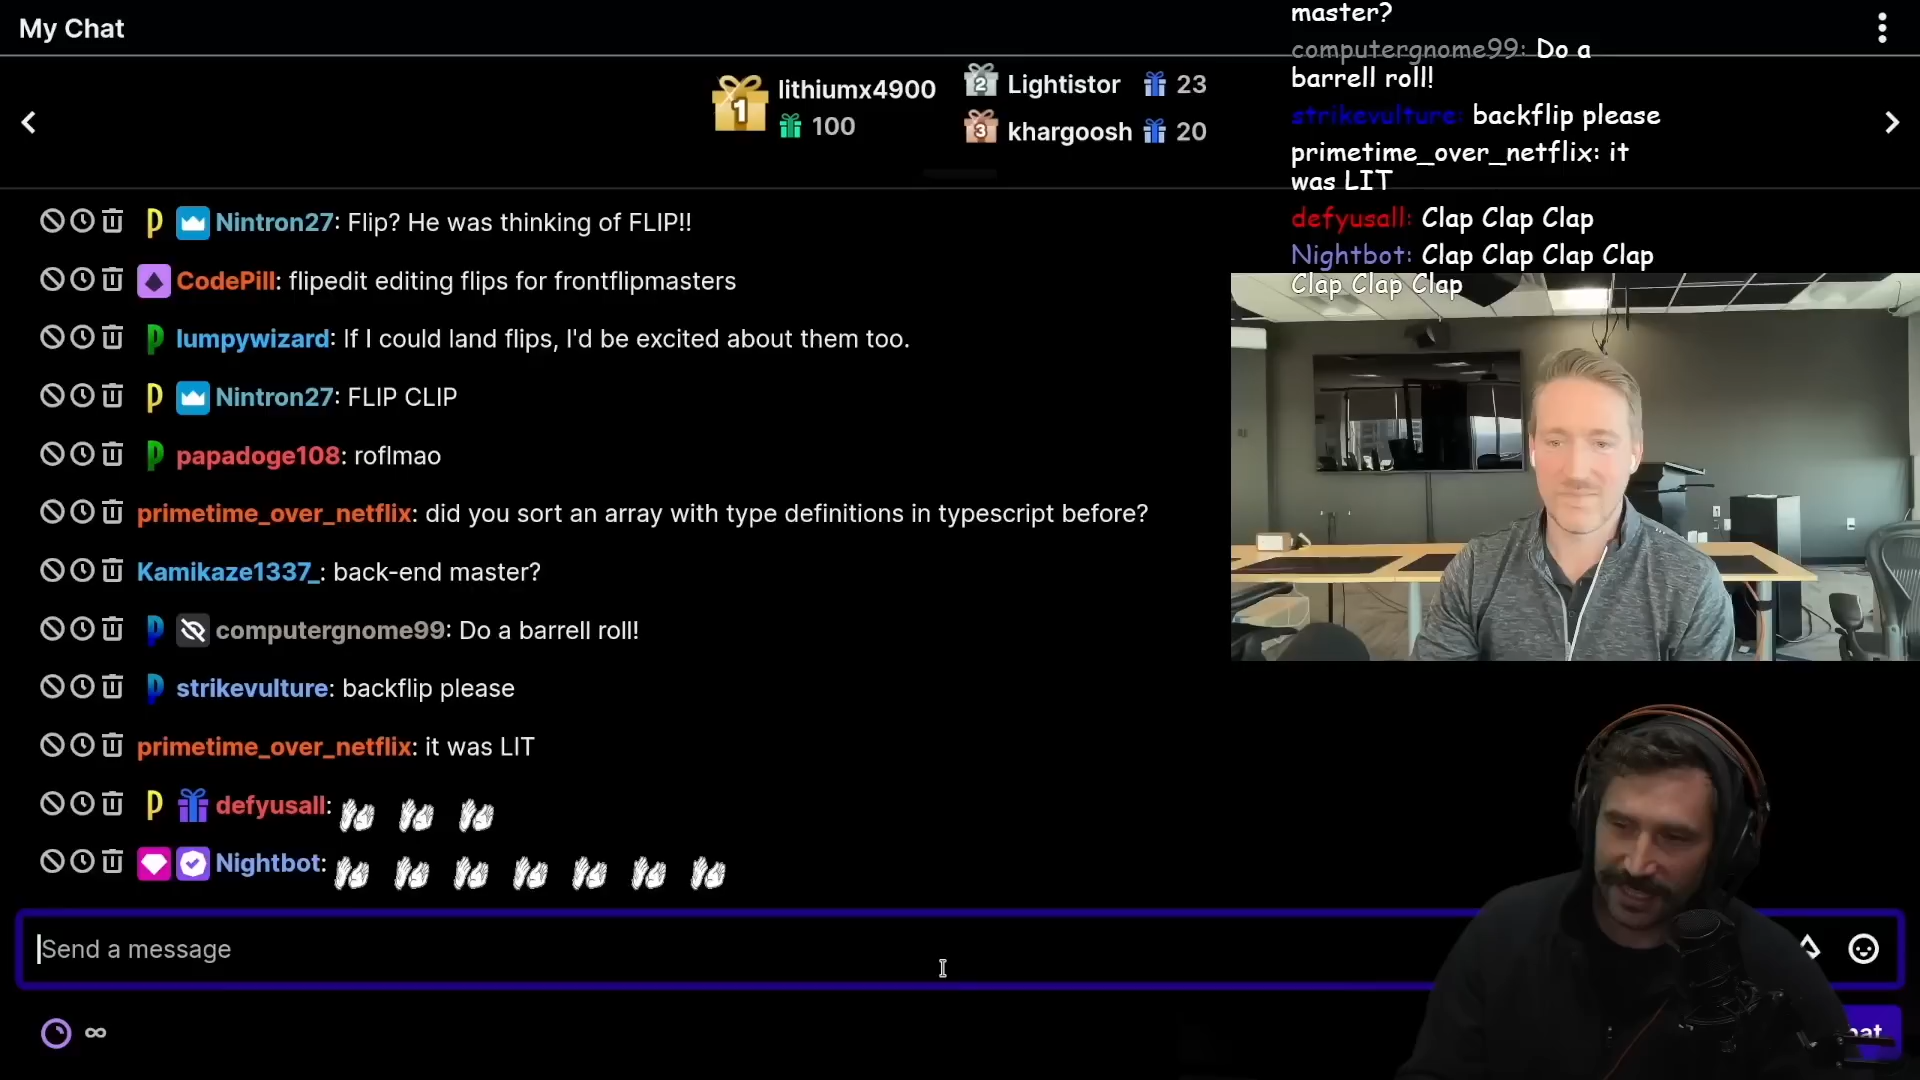 My Chat
1 lithiumx4900
100
2 Lightistor 23
3 khargoosh 20
Nintron27: Flip? He was thinking of FLIP!!
CodePill: flipedit editing flips for frontflipmasters
lumpywizard: If I could land flips, I'd be excited about them too.
Nintron27: FLIP CLIP
papadoge108: roflmao
primetime_over_netflix: did you sort an array with type definitions in typescript before?
Kamikaze1337_: back-end master?
computergnome99: Do a barrell roll!
strikevulture: backflip please
primetime_over_netflix: it was LIT
defyusall:
Nightbot:
Send a message
∞
hat
master?
computergnome99: Do a
barrell roll!
strikevulture: backflip please
primetime_over_netflix: it
was LIT
defyusall: Clap Clap Clap
Nightbot: Clap Clap Clap Clap
Clap Clap Clap